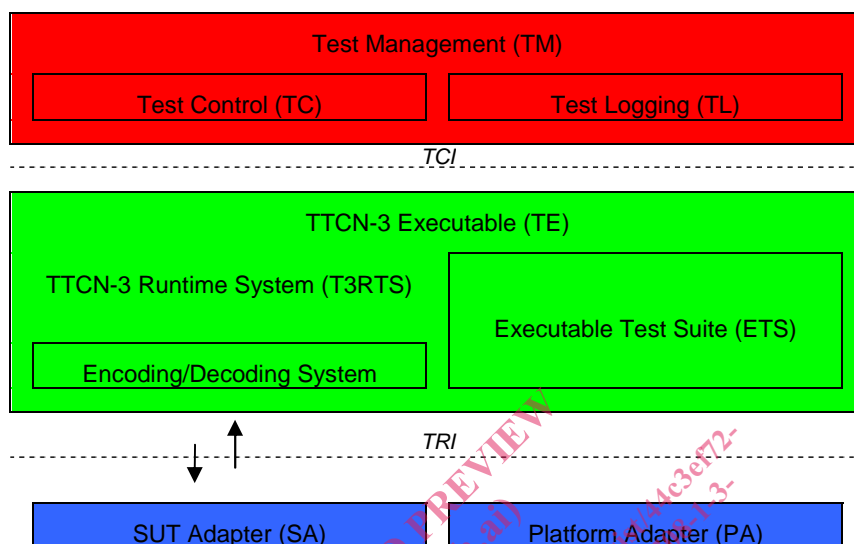 Test Management (TM)
Test Control (TC)
Test Logging (TL)
TCI
TTCN-3 Executable (TE)
TTCN-3 Runtime System (T3RTS)
Executable Test Suite (ETS)
Encoding/Decoding System
TRI
PREVIEW
SUT Adapter (SA)
Platform Adapter (PA)